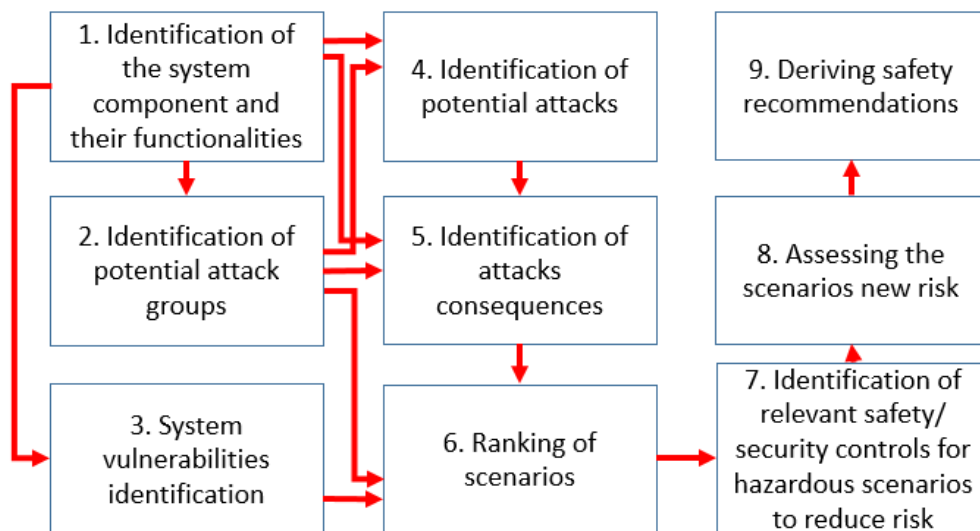 1. Identification of
the system
component and
their functionalities
2. Identification of
potential attack
groups
3. System
vulnerabilities
identification
4. Identification of
potential attacks
5. Identification of
attacks
consequences
6. Ranking of
scenarios
7. Identification of
relevant safety/
security controls for
hazardous scenarios
to reduce risk
8. Assessing the
scenarios new risk
9. Deriving safety
recommendations